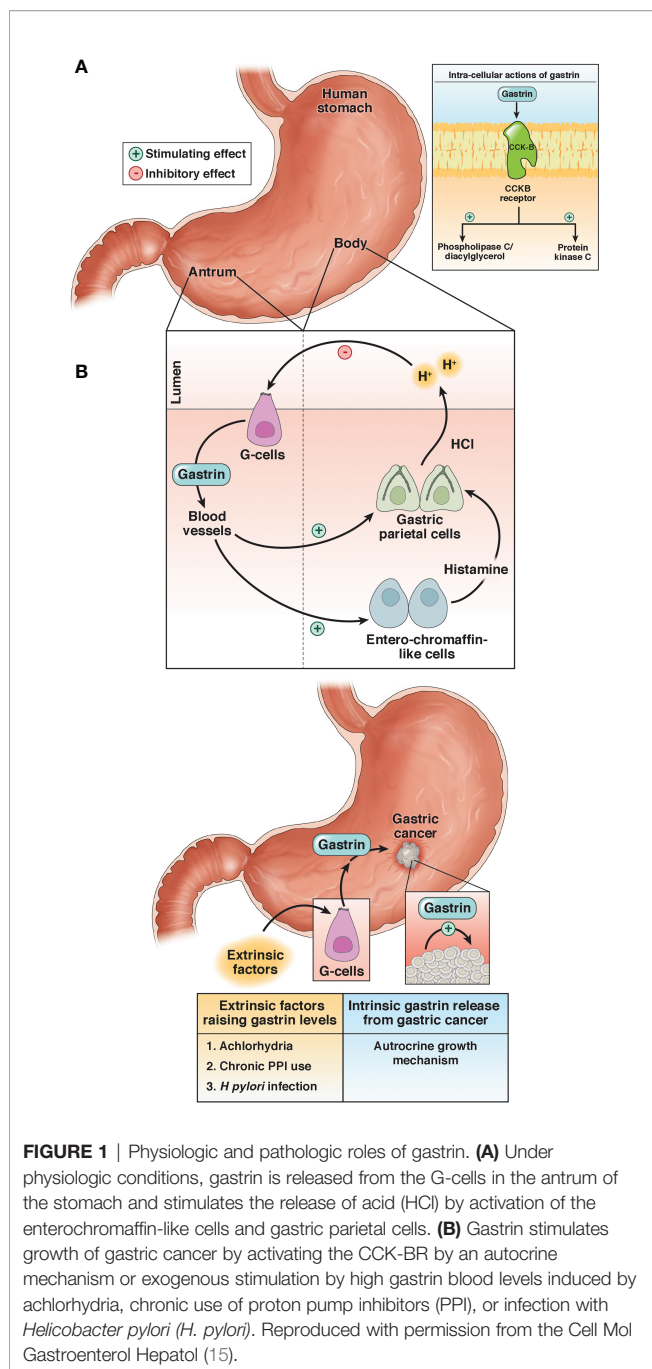 A
Human
stomach
+ Stimulating effect
- Inhibitory effect
Intra-cellular actions of gastrin
Gastrin
CCK-B
CCKB
receptor
+
+
Phospholipase C/
diacylglycerol
Protein
kinase C
Body
Antrum
B
Lumen
-
H+
H+
G-cells
HCl
Gastrin
Blood
vessels
+
Gastric
parietal cells
Histamine
+
Entero-chromaffin-
like cells
Gastric
cancer
Gastrin
Gastrin
+
Extrinsic
factors
G-cells
Extrinsic factors
raising gastrin levels
1. Achlorhydria
2. Chronic PPI use
3. H pylori infection
Intrinsic gastrin release
from gastric cancer
Autrocrine growth
mechanism
FIGURE 1 | Physiologic and pathologic roles of gastrin. (A) Under
physiologic conditions, gastrin is released from the G-cells in the antrum of
the stomach and stimulates the release of acid (HCl) by activation of the
enterochromaffin-like cells and gastric parietal cells. (B) Gastrin stimulates
growth of gastric cancer by activating the CCK-BR by an autocrine
mechanism or exogenous stimulation by high gastrin blood levels induced by
achlorhydria, chronic use of proton pump inhibitors (PPI), or infection with
Helicobacter pylori (H. pylori). Reproduced with permission from the Cell Mol
Gastroenterol Hepatol (15).